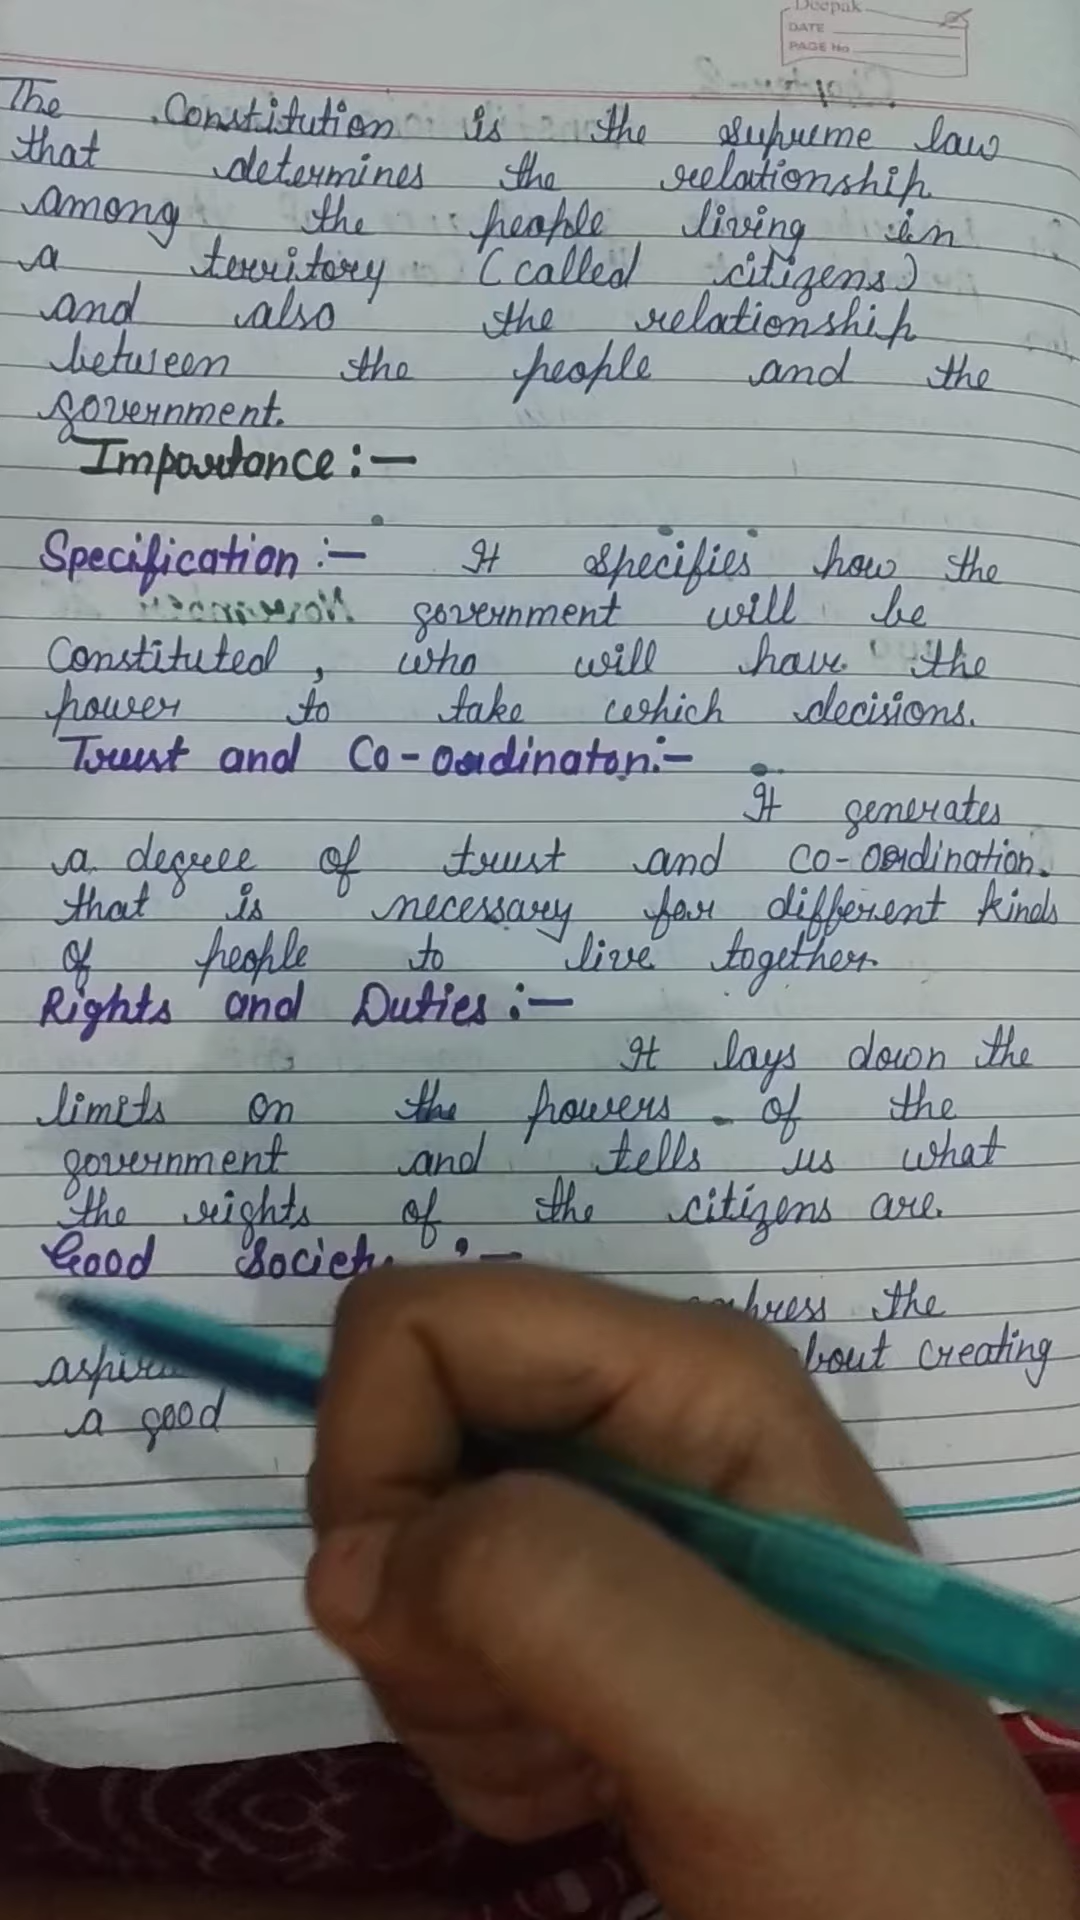 Deepak
DATE
PAGE No.
The Constitution is the supreme law
that determines the relationship
among the people living in
a territory (called citizens)
and also the relationship
between the people and the
government.
Importance :-
Specification :- It specifies how the
government will be
Constituted, who will have the
power to take which decisions.
Trust and Co-ordinaton:-
It generates
a degree of trust and co-ordination.
that is necessary for different kinds
of people to live together.
Rights and Duties :-
It lays down the
limits on the powers of the
government and tells us what
the rights of the citizens are.
Good :-
the
creating
a good